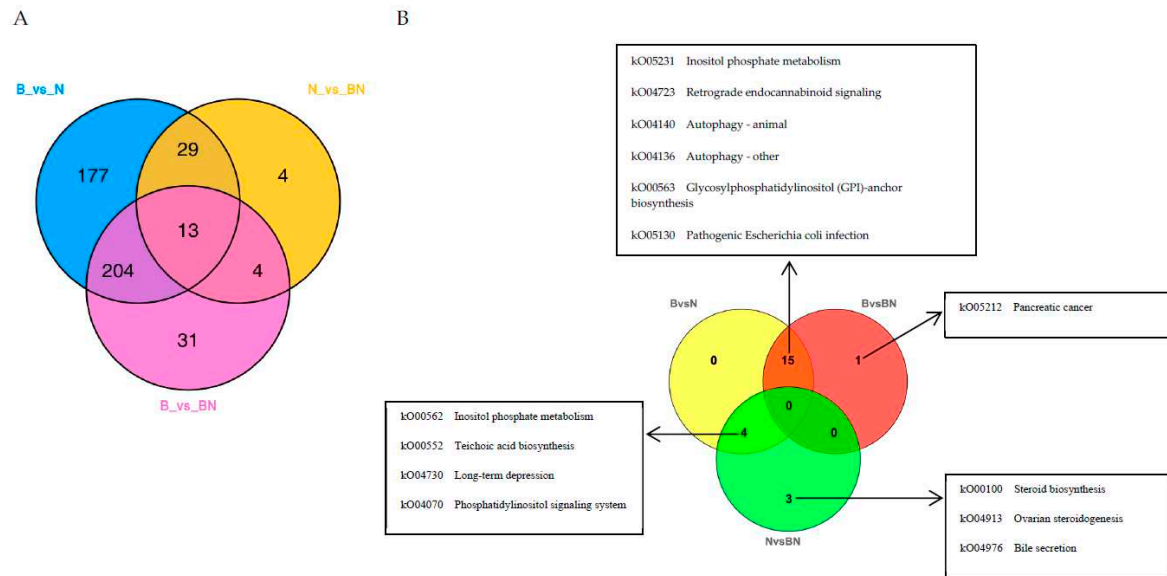 A
B
B_vs_N
N_vs_BN
29
177
4
13
204
4
31
B_vs_BN
kO05231 Inositol phosphate metabolism
kO04723 Retrograde endocannabinoid signaling
kO04140 Autophagy - animal
kO04136 Autophagy - other
kO00563 Glycosylphosphatidylinositol (GPI)-anchor
biosynthesis
kO05130 Pathogenic Escherichia coli infection
BvsN
BvsBN
kO05212 Pancreatic cancer
0
15
1
0
4
0
3
NvsBN
kO00562 Inositol phosphate metabolism
kO00552 Teichoic acid biosynthesis
kO04730 Long-term depression
kO04070 Phosphatidylinositol signaling system
kO00100 Steroid biosynthesis
kO04913 Ovarian steroidogenesis
kO04976 Bile secretion